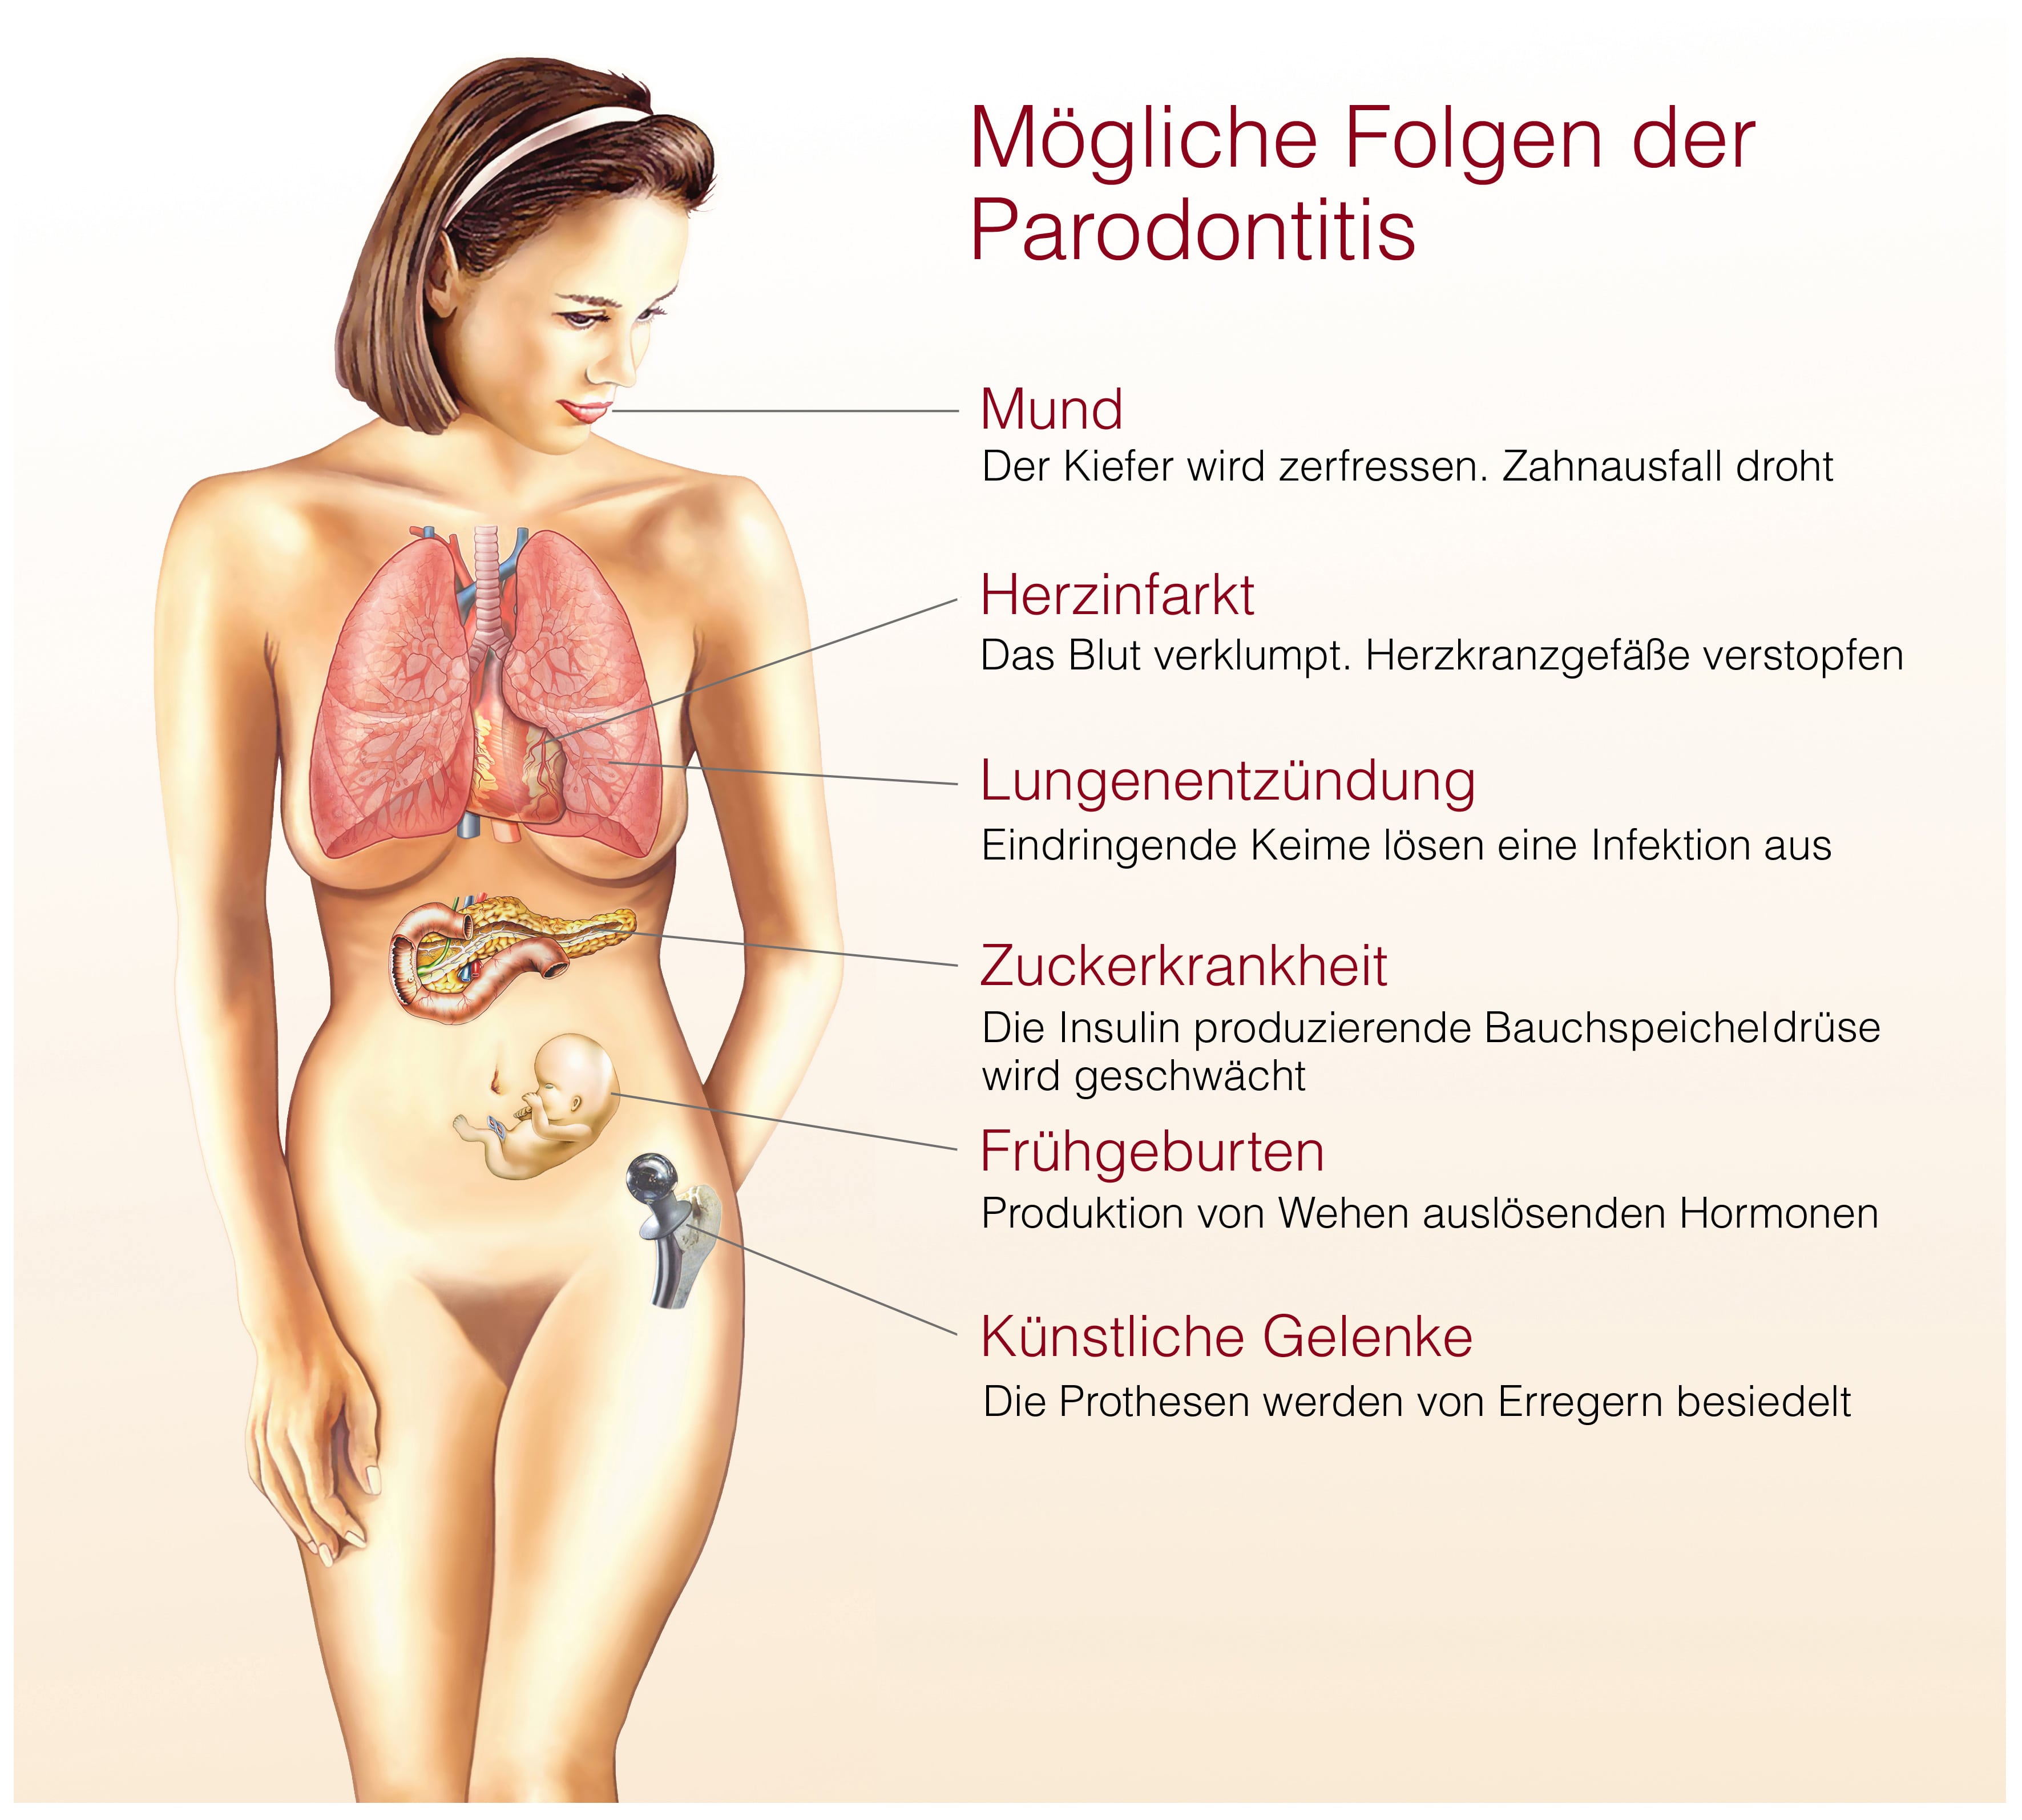 Mögliche Folgen der
Parodontitis
Mund
Der Kiefer wird zerfressen. Zahnausfall droht
Herzinfarkt
Das Blut verklumpt. Herzkranzgefäße verstopfen
Lungenentzündung
Eindringende Keime lösen eine Infektion aus
Zuckerkrankheit
Die Insulin produzierende Bauchspeicheldrüse
wird geschwächt
Frühgeburten
Produktion von Wehen auslösenden Hormonen
Künstliche Gelenke
Die Prothesen werden von Erregern besiedelt